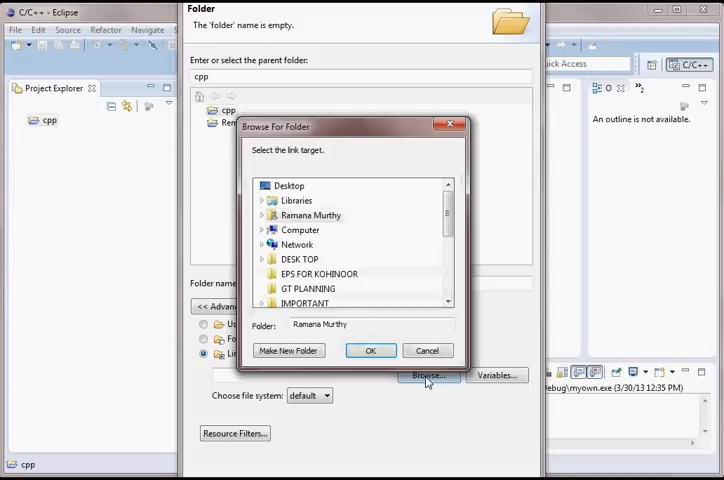 C/C++ - Eclipse
File Edit Source Refactor Navigate
Quick Access
C/C++
Project Explorer
cpp
Folder
The 'folder' name is empty.
Enter or select the parent folder:
cpp
cpp
Browse For Folder
Select the link target.
Desktop
Libraries
Ramana Murthy
Computer
Network
DESK TOP
EPS FOR KOHINOOR
GT PLANNING
IMPORTANT
Folder: Ramana Murthy
Make New Folder OK Cancel
Folder name
<< Advan
Browse... Variables...
Choose file system: default
Resource Filters...
O
An outline is not available.
ebug\myown.exe (3/30/13 12:35 PM)
cpp